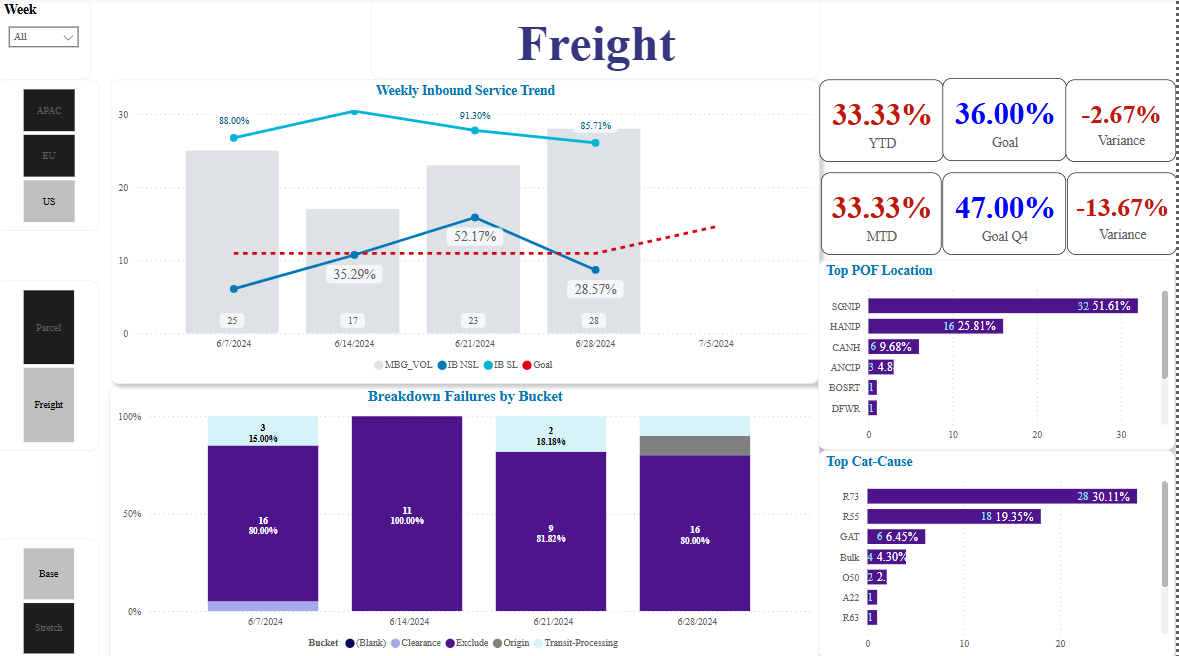 Week
All
APAC
EU
US
Parcel
Freight
Base
Stretch
Freight
Weekly Inbound Service Trend
30
20
10
0
88.00%
91.30%
85.71%
52.17%
35.29%
28.57%
25
17
23
28
6/7/2024
6/14/2024
6/21/2024
6/28/2024
7/5/2024
MBG_VOL IB NSL IB SL Goal
Breakdown Failures by Bucket
100%
50%
0%
3
15.00%
2
18.18%
16
80.00%
11
100.00%
9
81.82%
16
80.00%
6/7/2024
6/14/2024
6/21/2024
6/28/2024
Bucket (Blank) Clearance Exclude Origin Transit-Processing
33.33%
YTD
36.00%
Goal
-2.67%
Variance
33.33%
MTD
47.00%
Goal Q4
-13.67%
Variance
Top POF Location
SGNIP 32 51.61%
HANIP 16 25.81%
CANH 6 9.68%
ANCIP 3 4.8
BOSRT 1
DFWR 1
0 10 20 30
Top Cat-Cause
R73 28 30.11%
R55 18 19.35%
GAT 6 6.45%
Bulk 4 4.30%
O50 2 2.
A22 1
R63 1
0 10 20